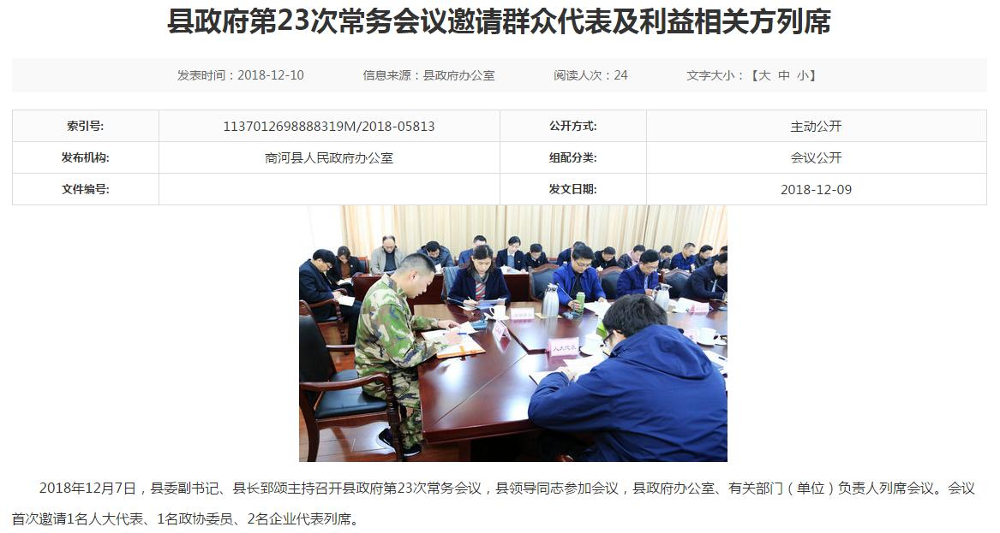 县政府第23次常务会议邀请群众代表及利益相关方列席
发表时间：2018-12-10 信息来源：县政府办公室 阅读人次：24 文字大小：【大 中 小】
索引号: 1137012698888319M/2018-05813 公开方式: 主动公开
发布机构: 商河县人民政府办公室 组配分类: 会议公开
文件编号: 发文日期: 2018-12-09
人大代表
2018年12月7日，县委副书记、县长郅颂主持召开县政府第23次常务会议，县领导同志参加会议，县政府办公室、有关部门（单位）负责人列席会议。会议
首次邀请1名人大代表、1名政协委员、2名企业代表列席。